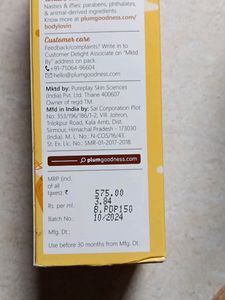 Nasties & iffies: parabens, phthalates,
& animal-derived ingredients
Know more at plumgoodness.com/
bodylovin
Customer care
Feedback/complaints? Write in to
Customer Delight Associate on "Mktd
By" address on pack.
+91-75064-96604
hello@plumgoodness.com
Mktd by: Pureplay Skin Sciences
(India) Pvt. Ltd. Thane 400607
Owner of regd TM.
Mfd in India by: Sai Corporation Plot
No: 353/196/186/1-2, Vill. Johron,
Trilokpur Road, Kala Amb, Dist.
Sirmour, Himachal Pradesh - 173030
(India). M. L. No.: N-COS/16/43
St. Ex. Lic. No.: SMR-01-2017-2018.
plumgoodness.com
MRP (incl.
of all
taxes). ₹ 575.00
Rs. per ml.: 3.84
Batch No.: B.PDP150
Mfg. Dt.: 10/2024
Use before 30 months from Mfg. Dt.